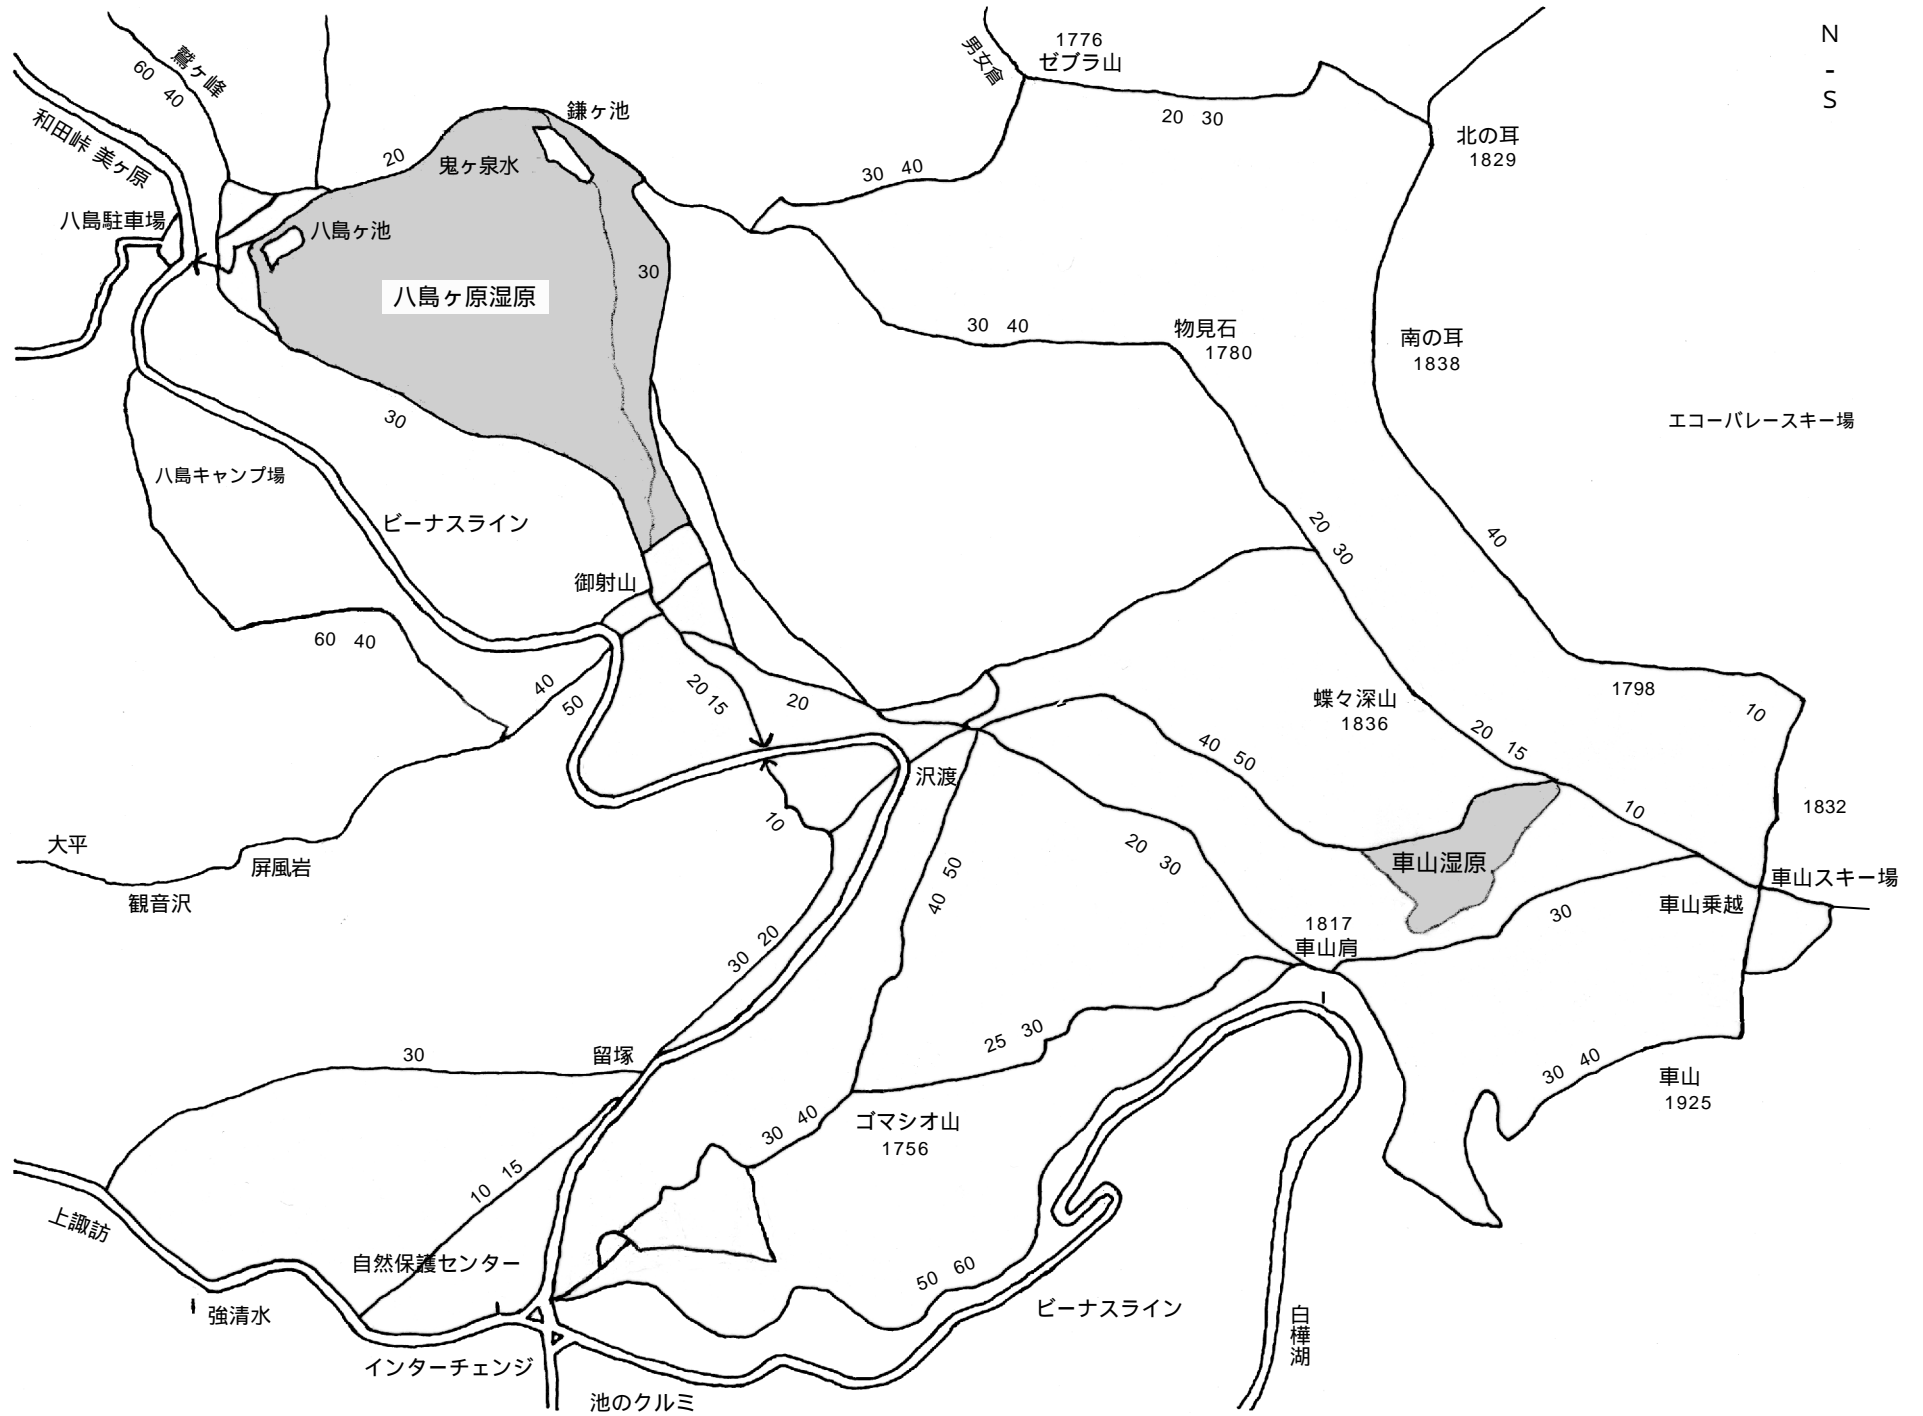 N
-
S
鷲ヶ峰
60 40
和田峠 美ヶ原
男女倉
1776
ゼブラ山
20 30
北の耳
1829
鎌ヶ池
20
鬼ヶ泉水
30 40
八島駐車場
八島ヶ池
30
八島ヶ原湿原
30 40
物見石
1780
南の耳
1838
エコーバレースキー場
30
八島キャンプ場
ビーナスライン
20 30
40
御射山
60 40
40
50
20 15
20
蝶々深山
1836
1798
10
20 15
40 50
沢渡
10
10
1832
大平
屏風岩
観音沢
20 30
40 50
車山湿原
車山スキー場
車山乗越
30
1817
車山肩
30 20
25 30
留塚
30
30 40
車山
1925
ゴマシオ山
1756
30 40
10 15
上諏訪
自然保護センター
50 60
強清水
ビーナスライン
白樺湖
インターチェンジ
池のクルミ